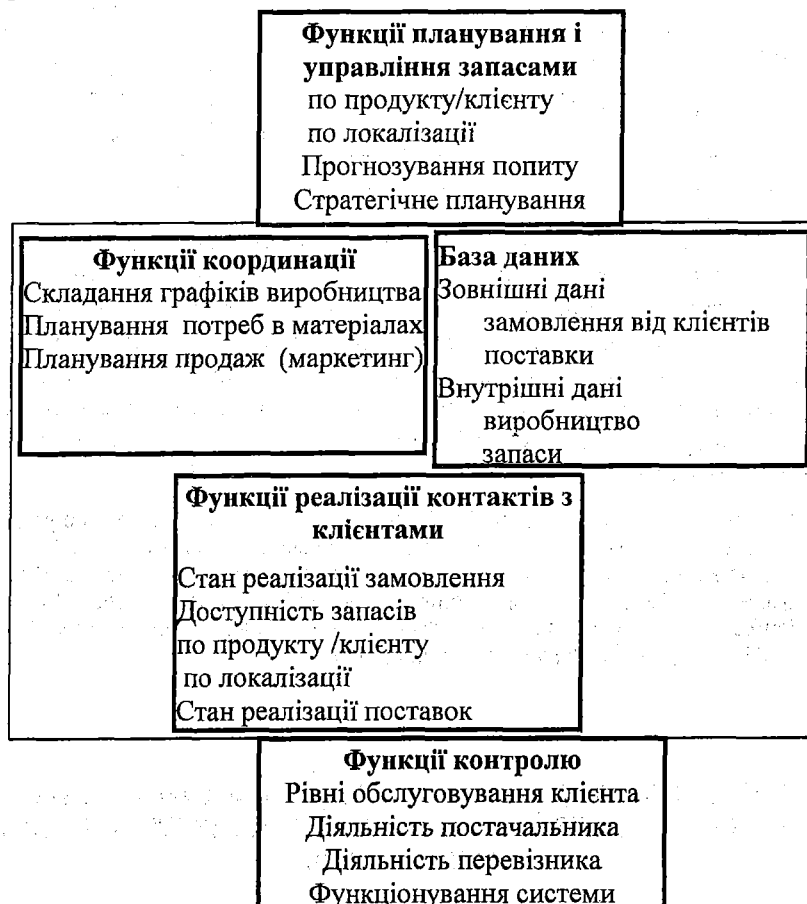 Функції планування і
управління запасами
по продукту/клієнту
по локалізації
Прогнозування попиту
Стратегічне планування
Функції координації
Складання графіків виробництва
Планування потреб в матеріалах
Планування продаж (маркетинг)
База даних
Зовнішні дані
замовлення від клієнтів
поставки
Внутрішні дані
виробництво
запаси
Функції реалізації контактів з
клієнтами
Стан реалізації замовлення
Доступність запасів
по продукту /клієнту
по локалізації
Стан реалізації поставок
Функції контролю
Рівні обслуговування клієнта
Діяльність постачальника
Діяльність перевізника
Функціонування системи